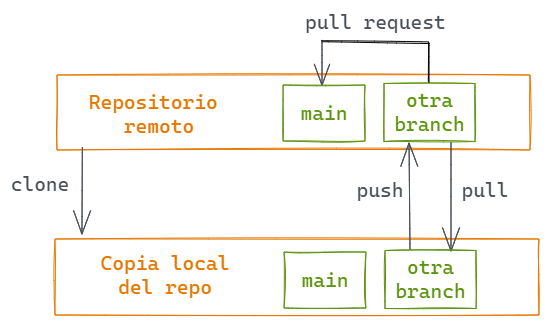 pull request
Repositorio
remoto
main
otra
branch
clone
push
pull
Copia local
del repo
main
otra
branch